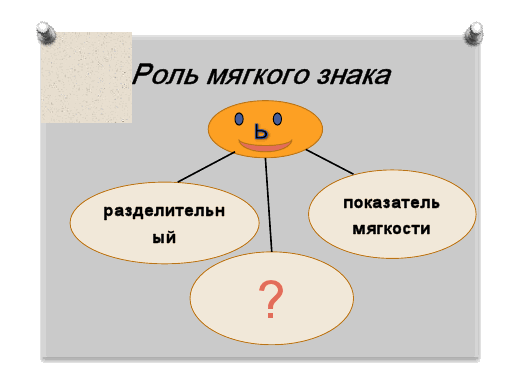 Роль мягкого знака
ь
разделительн
ый
показатель
мягкости
?